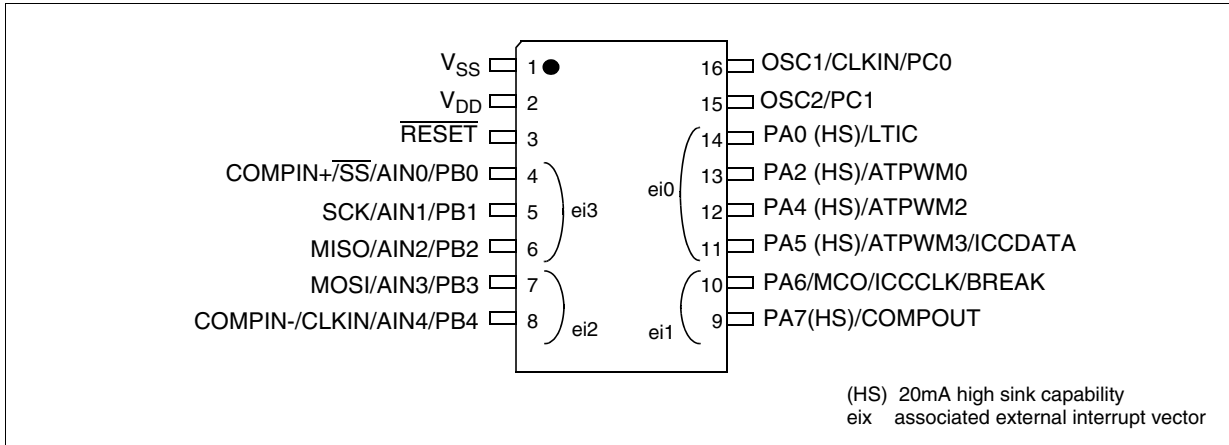 VSS 1 16 OSC1/CLKIN/PC0
VDD 2 15 OSC2/PC1
RESET 3 14 PA0 (HS)/LTIC
COMPIN+/SS/AIN0/PB0 4 13 PA2 (HS)/ATPWM0
ei3 ei0
SCK/AIN1/PB1 5 12 PA4 (HS)/ATPWM2
MISO/AIN2/PB2 6 11 PA5 (HS)/ATPWM3/ICCDATA
MOSI/AIN3/PB3 7 10 PA6/MCO/ICCCLK/BREAK
COMPIN-/CLKIN/AIN4/PB4 8 9 PA7(HS)/COMPOUT
ei2 ei1
(HS) 20mA high sink capability
eix associated external interrupt vector